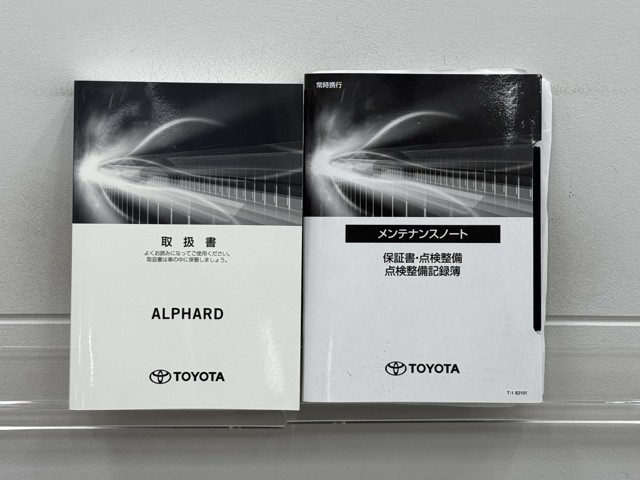 取扱書
よくお読みになってご使用ください。
取扱書は車の中に保管しましょう。
ALPHARD
TOYOTA
常時携行
メンテナンスノート
保証書・点検整備
点検整備記録簿
TOYOTA
T-I 62101